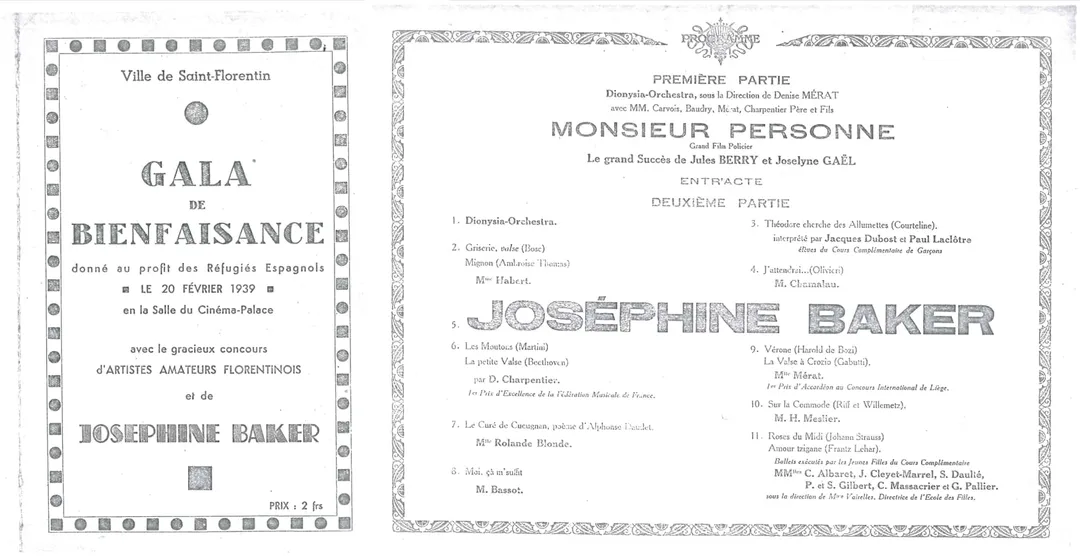 Ville de Saint-Florentin
GALA
DE
BIENFAISANCE
donné au profit des Réfugiés Espagnols
LE 20 FÉVRIER 1939
en la Salle du Cinéma-Palace
avec le gracieux concours
d'ARTISTES AMATEURS FLORENTINOIS
et de
JOSEPHINE BAKER
PRIX : 2 frs
PROGRAMME
PREMIÈRE PARTIE
Dionysia-Orchestra, sous la Direction de Denise MÉRAT
avec MM. Carvois, Baudry, Mérat, Charpentier Père et Fils
MONSIEUR PERSONNE
Grand Film Policier
Le grand Succès de Jules BERRY et Joselyne GAËL
ENTR'ACTE
DEUXIÈME PARTIE
1. Dionysia-Orchestra.
2. Griserie, valse (Bosc)
Mignon (Ambroise Thomas)
Mme Habert.
3. Théodore cherche des Allumettes (Courteline).
interprété par Jacques Dubost et Paul Laclôtre
élèves du Cours Complémentaire de Garçons
4. J'attendrai...(Olivieri)
M. Chamalau.
5. JOSÉPHINE BAKER
6. Les Moutons (Martini)
La petite Valse (Beethoven)
par D. Charpentier.
1er Prix d'Excellence de la Fédération Musicale de France.
7. Le Curé de Cucugnan, poème d'Alphonse Daudet.
Mlle Rolande Blonde.
8. Moi, çà m'suffit
M. Bassot.
9. Vérone (Harold de Bozi)
La Valse à Crocio (Gabutti),
Mlle Mérat.
1er Prix d'Accordéon au Concours International de Liège.
10. Sur la Commode (Riff et Willemetz),
M. H. Meslier.
11. Roses du Midi (Johann Strauss)
Amour tzigane (Frantz Lehar).
Ballets exécutés par les Jeunes Filles du Cours Complémentaire
MMlles C. Albaret, J. Cleyet-Marrel, S. Daulié,
P. et S. Gilbert, C. Massacrier et G. Pallier.
sous la direction de Mme Vairelles. Directrice de l'Ecole des Filles.